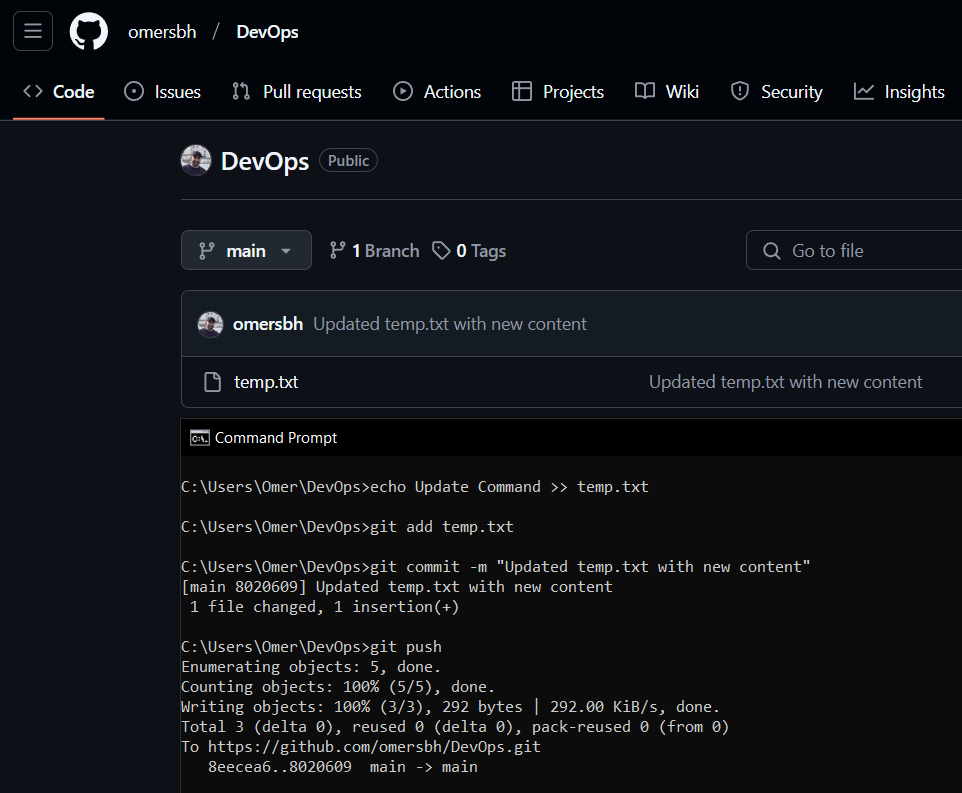 omersbh / DevOps
Code Issues Pull requests Actions Projects Wiki Security Insights
DevOps Public
main 1 Branch 0 Tags Go to file
omersbh Updated temp.txt with new content
temp.txt Updated temp.txt with new content
C:\. Command Prompt
C:\Users\Omer\DevOps>echo Update Command >> temp.txt
C:\Users\Omer\DevOps>git add temp.txt
C:\Users\Omer\DevOps>git commit -m "Updated temp.txt with new content"
[main 8020609] Updated temp.txt with new content
1 file changed, 1 insertion(+)
C:\Users\Omer\DevOps>git push
Enumerating objects: 5, done.
Counting objects: 100% (5/5), done.
Writing objects: 100% (3/3), 292 bytes | 292.00 KiB/s, done.
Total 3 (delta 0), reused 0 (delta 0), pack-reused 0 (from 0)
To https://github.com/omersbh/DevOps.git
8eecea6..8020609 main -> main